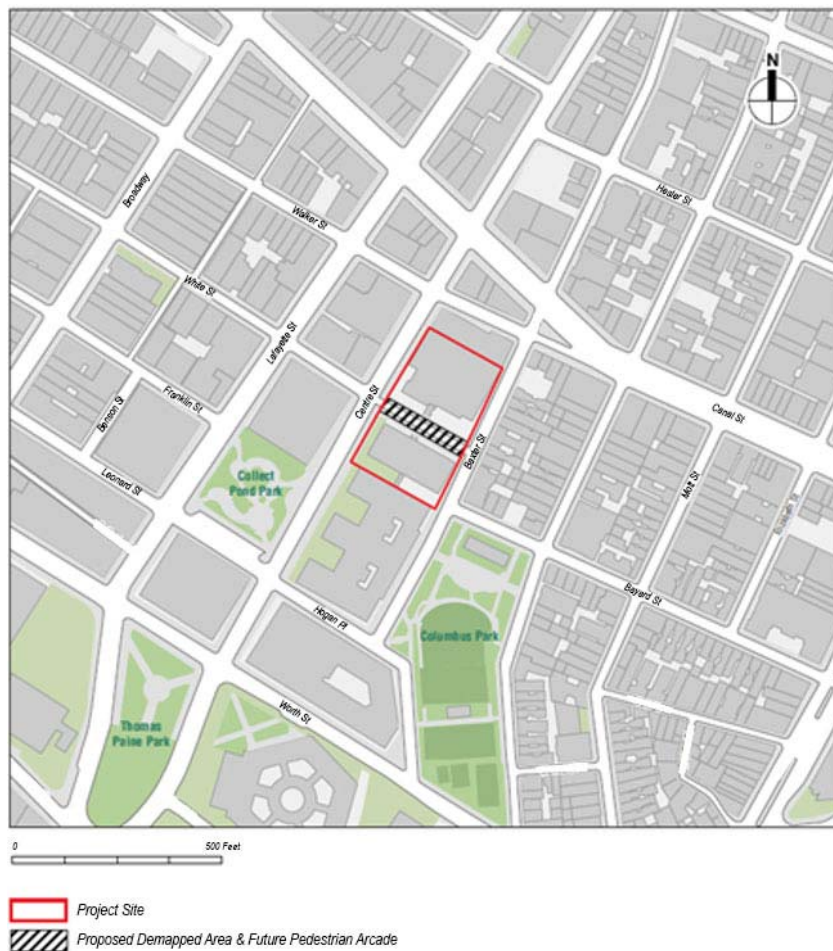 N
Broadway
Hester St
Walker St
White St
Lafayette St
Centre St
Canal St
Franklin St
Benson St
Baxter St
Mott St
Leonard St
Collect
Pond Park
Elizabeth St
Bayard St
Hogan Pl
Columbus Park
Worth St
Thomas
Paine Park
0 500 Feet
Project Site
Proposed Demapped Area & Future Pedestrian Arcade